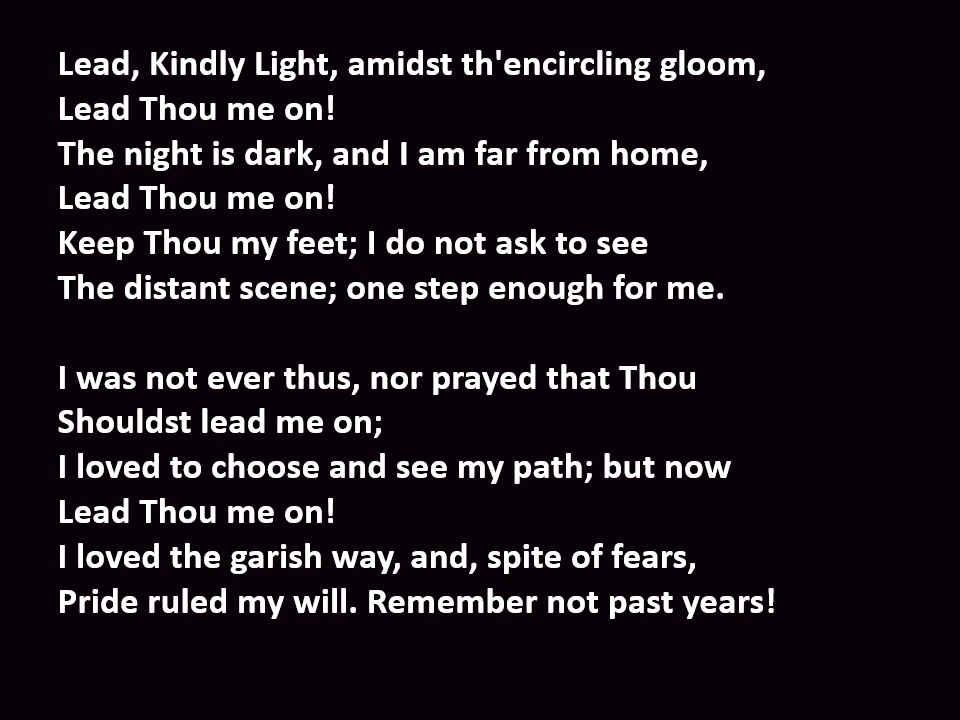 Lead, Kindly Light, amidst th'encircling gloom,
Lead Thou me on!
The night is dark, and I am far from home,
Lead Thou me on!
Keep Thou my feet; I do not ask to see
The distant scene; one step enough for me.

I was not ever thus, nor prayed that Thou
Shouldst lead me on;
I loved to choose and see my path; but now
Lead Thou me on!
I loved the garish way, and, spite of fears,
Pride ruled my will. Remember not past years!